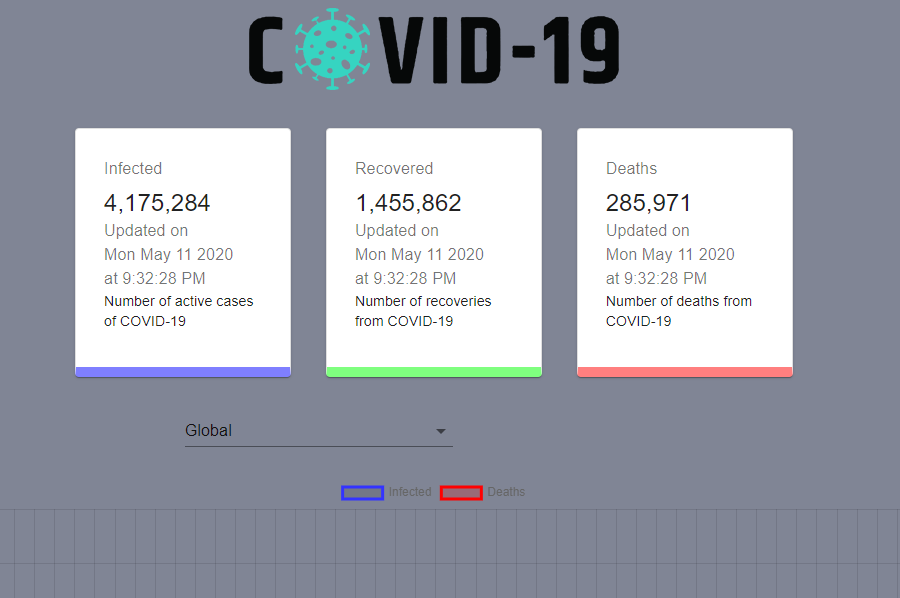 COVID-19
Infected
4,175,284
Updated on
Mon May 11 2020
at 9:32:28 PM
Number of active cases
of COVID-19
Recovered
1,455,862
Updated on
Mon May 11 2020
at 9:32:28 PM
Number of recoveries
from COVID-19
Deaths
285,971
Updated on
Mon May 11 2020
at 9:32:28 PM
Number of deaths from
COVID-19
Global
Infected Deaths